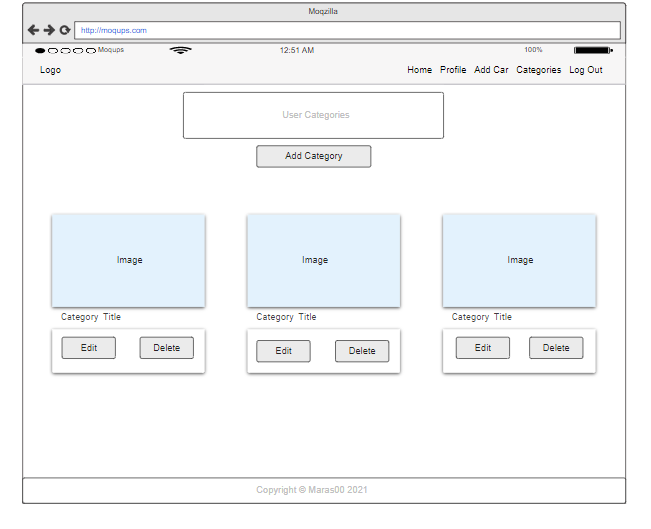 Moqzilla
http://moqups.com
Moqups 12:51 AM 100%
Logo Home Profile Add Car Categories Log Out
User Categories
Add Category
Image Image Image
Category Title Category Title Category Title
Edit Delete Edit Delete Edit Delete
Copyright © Maras00 2021